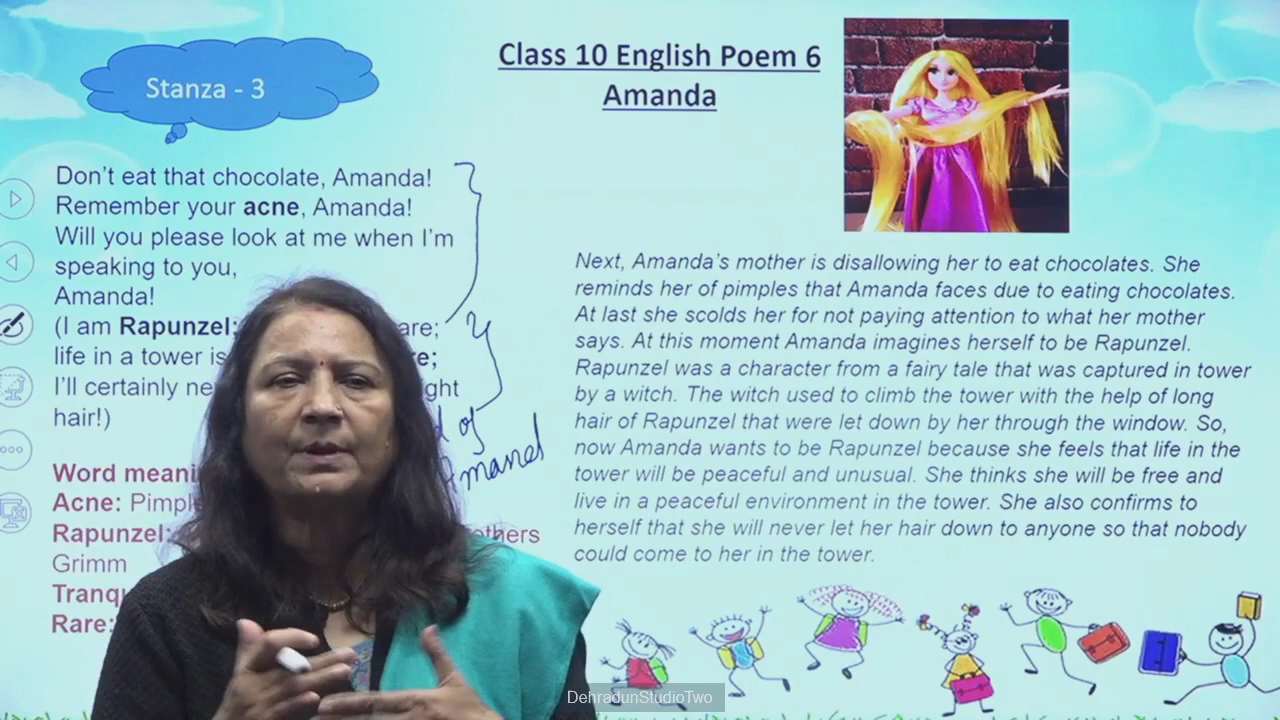 Stanza - 3
Class 10 English Poem 6
Amanda
Don't eat that chocolate, Amanda!
Remember your acne, Amanda!
Will you please look at me when I'm
speaking to you,
Amanda!
(I am Rapunzel; are;
life in a tower is
I'll certainly
hair!)
of
Word
Acne:
Rapunzel:
Grimm
Rare:
Next, Amanda's mother is disallowing her to eat chocolates. She
reminds her of pimples that Amanda faces due to eating chocolates.
At last she scolds her for not paying attention to what her mother
says. At this moment Amanda imagines herself to be Rapunzel.
Rapunzel was a character from a fairy tale that was captured in tower
by a witch. The witch used to climb the tower with the help of long
hair of Rapunzel that were let down by her through the window. So,
now Amanda wants to be Rapunzel because she feels that life in the
tower will be peaceful and unusual. She thinks she will be free and
live in a peaceful environment in the tower. She also confirms to
herself that she will never let her hair down to anyone so that nobody
could come to her in the tower.
DehradunStudioTwo